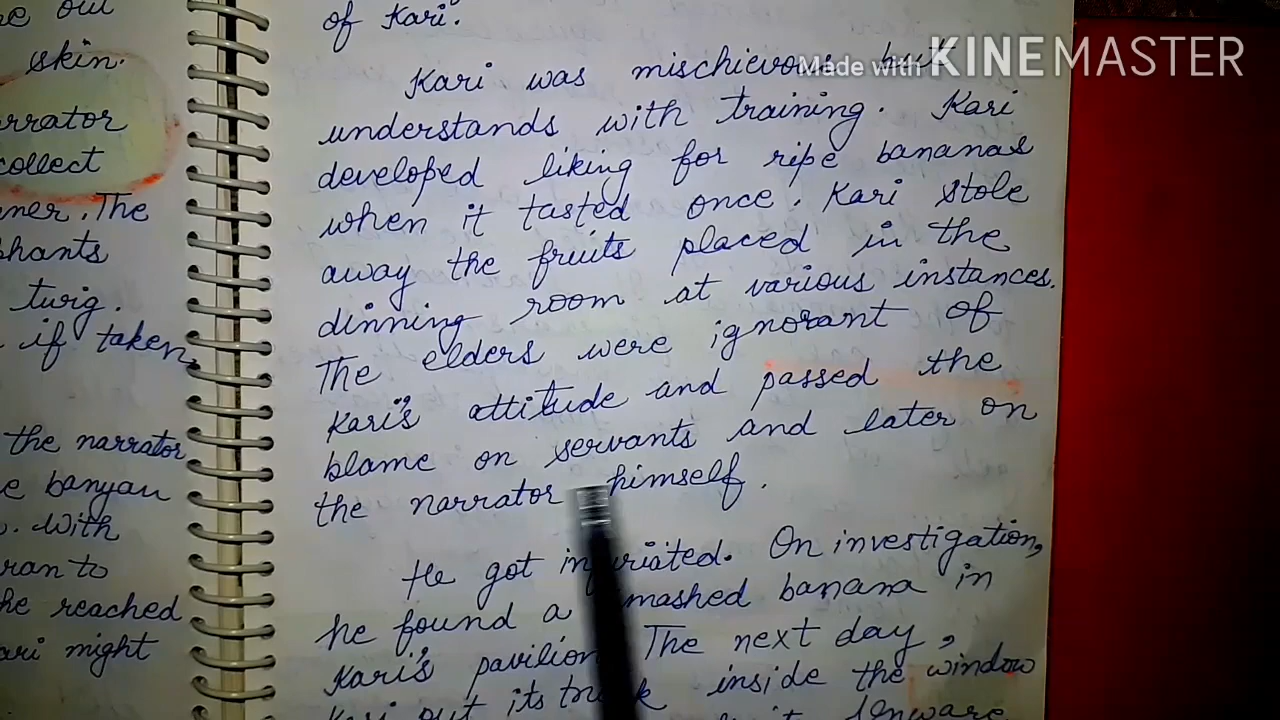 e out
skin.
rrator
collect
ner. The
phants
twig.
if taken
the narrator
e banyan
. With
ran to
he reached
ari might
of Kari.
Kari was mischievous but
understands with training. Kari
developed liking for ripe bananas
when it tasted once. Kari stole
away the fruits placed in the
dinning room at various instances.
The elders were ignorant of
Kari's attitude and passed the
blame on servants and later on
the narrator himself.
He got infuriated. On investigation,
he found a mashed banana in
Kari's pavilion. The next day,
Kari put its trunk inside the window
Made with KINEMASTER